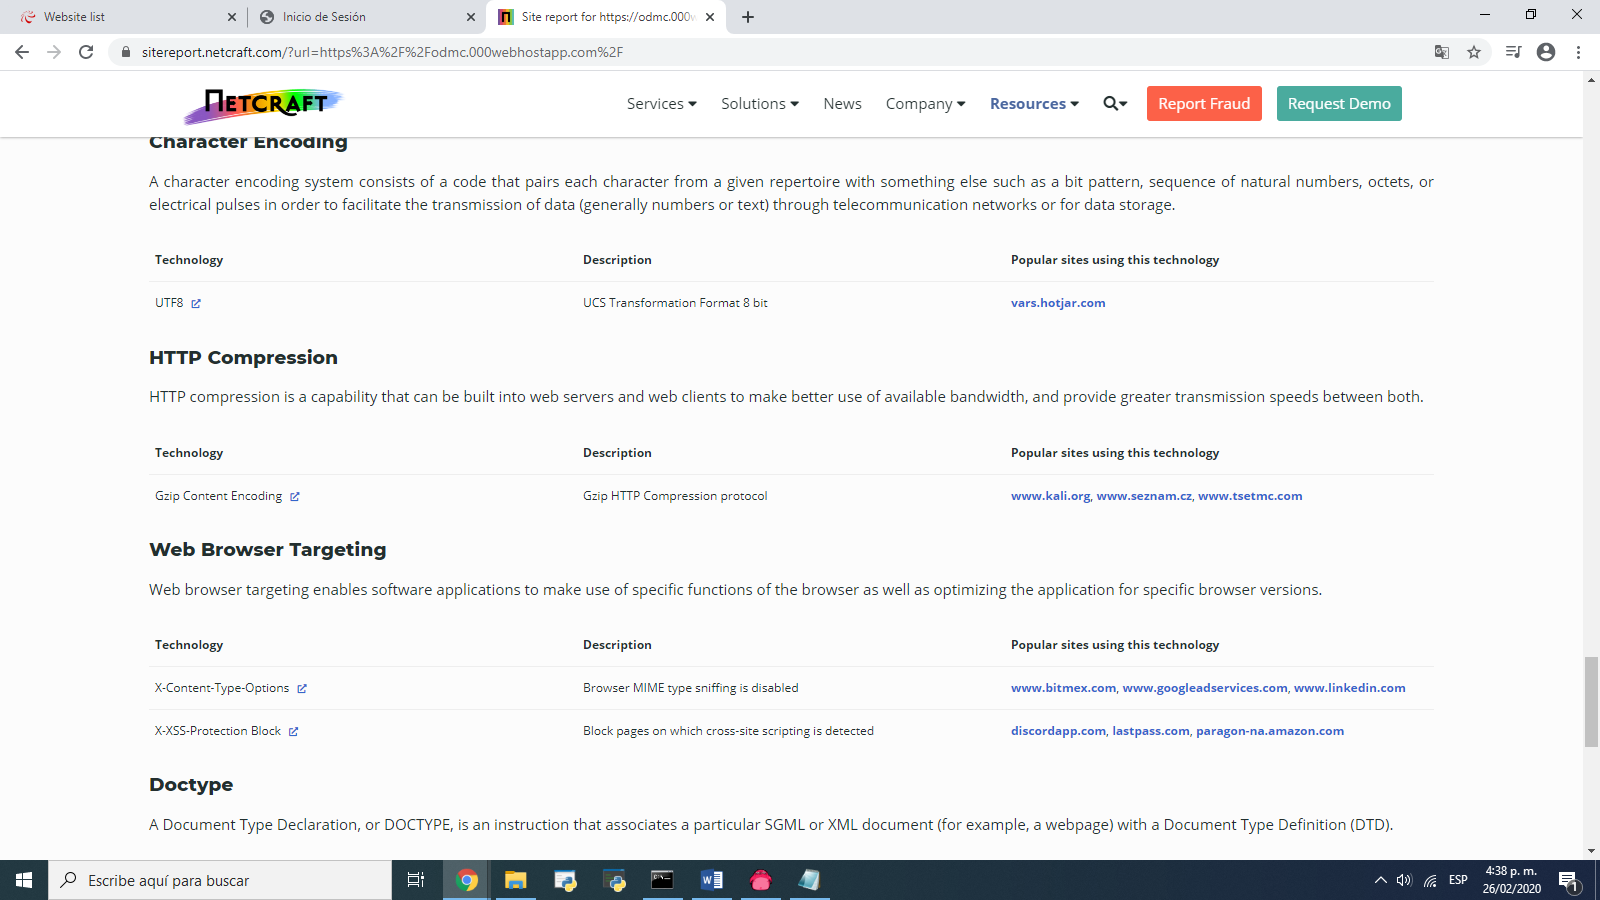 Website list
Inicio de Sesión
Site report for https://odmc.000w
sitereport.netcraft.com/?url=https%3A%2F%2Fodmc.000webhostapp.com%2F
NETCRAFT
Services
Solutions
News
Company
Resources
Report Fraud
Request Demo
Character Encoding
A character encoding system consists of a code that pairs each character from a given repertoire with something else such as a bit pattern, sequence of natural numbers, octets, or
electrical pulses in order to facilitate the transmission of data (generally numbers or text) through telecommunication networks or for data storage.
Technology Description Popular sites using this technology
UTF8 UCS Transformation Format 8 bit vars.hotjar.com
HTTP Compression
HTTP compression is a capability that can be built into web servers and web clients to make better use of available bandwidth, and provide greater transmission speeds between both.
Technology Description Popular sites using this technology
Gzip Content Encoding Gzip HTTP Compression protocol www.kali.org, www.seznam.cz, www.tsetmc.com
Web Browser Targeting
Web browser targeting enables software applications to make use of specific functions of the browser as well as optimizing the application for specific browser versions.
Technology Description Popular sites using this technology
X-Content-Type-Options Browser MIME type sniffing is disabled www.bitmex.com, www.googleadservices.com, www.linkedin.com
X-XSS-Protection Block Block pages on which cross-site scripting is detected discordapp.com, lastpass.com, paragon-na.amazon.com
Doctype
A Document Type Declaration, or DOCTYPE, is an instruction that associates a particular SGML or XML document (for example, a webpage) with a Document Type Definition (DTD).
Escribe aquí para buscar
ESP
4:38 p. m.
26/02/2020
1